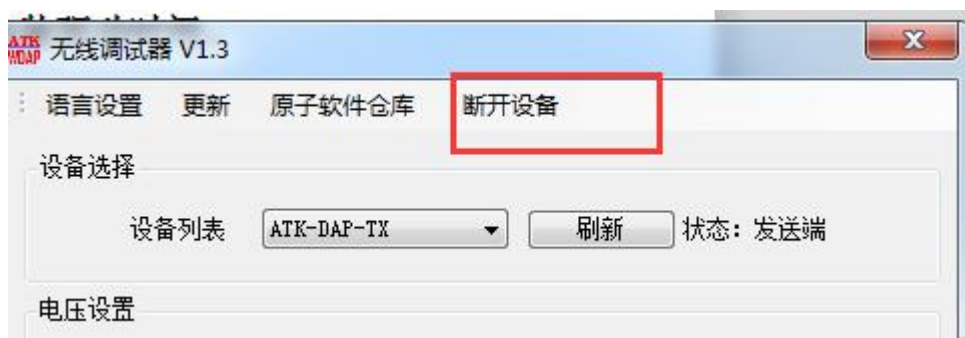 ATK
WDAP 无线调试器 V1.3
语言设置 更新 原子软件仓库 断开设备
设备选择
设备列表 ATK-DAP-TX 刷新 状态：发送端
电压设置